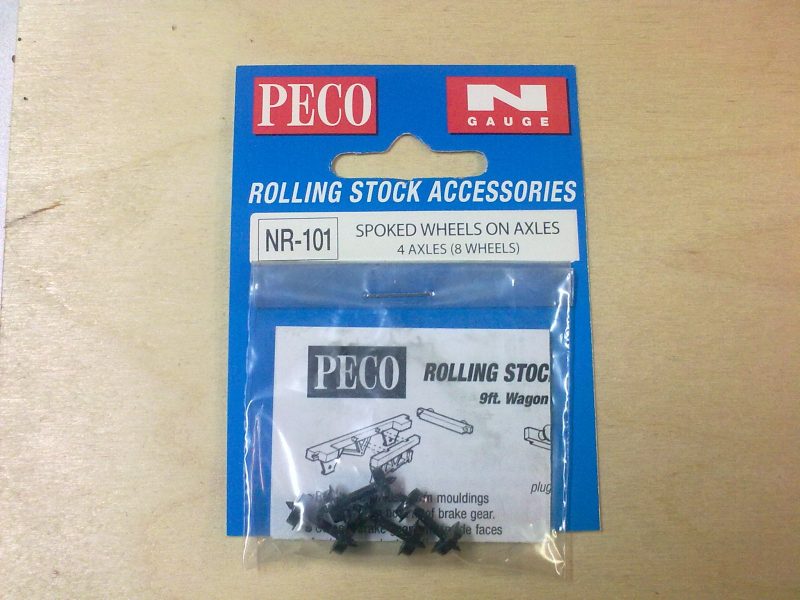 PECO
N
GAUGE
ROLLING STOCK ACCESSORIES
NR-101
SPOKED WHEELS ON AXLES
4 AXLES (8 WHEELS)
PECO
ROLLING STOC
9ft. Wagon
plug
mouldings
of brake gear.
faces